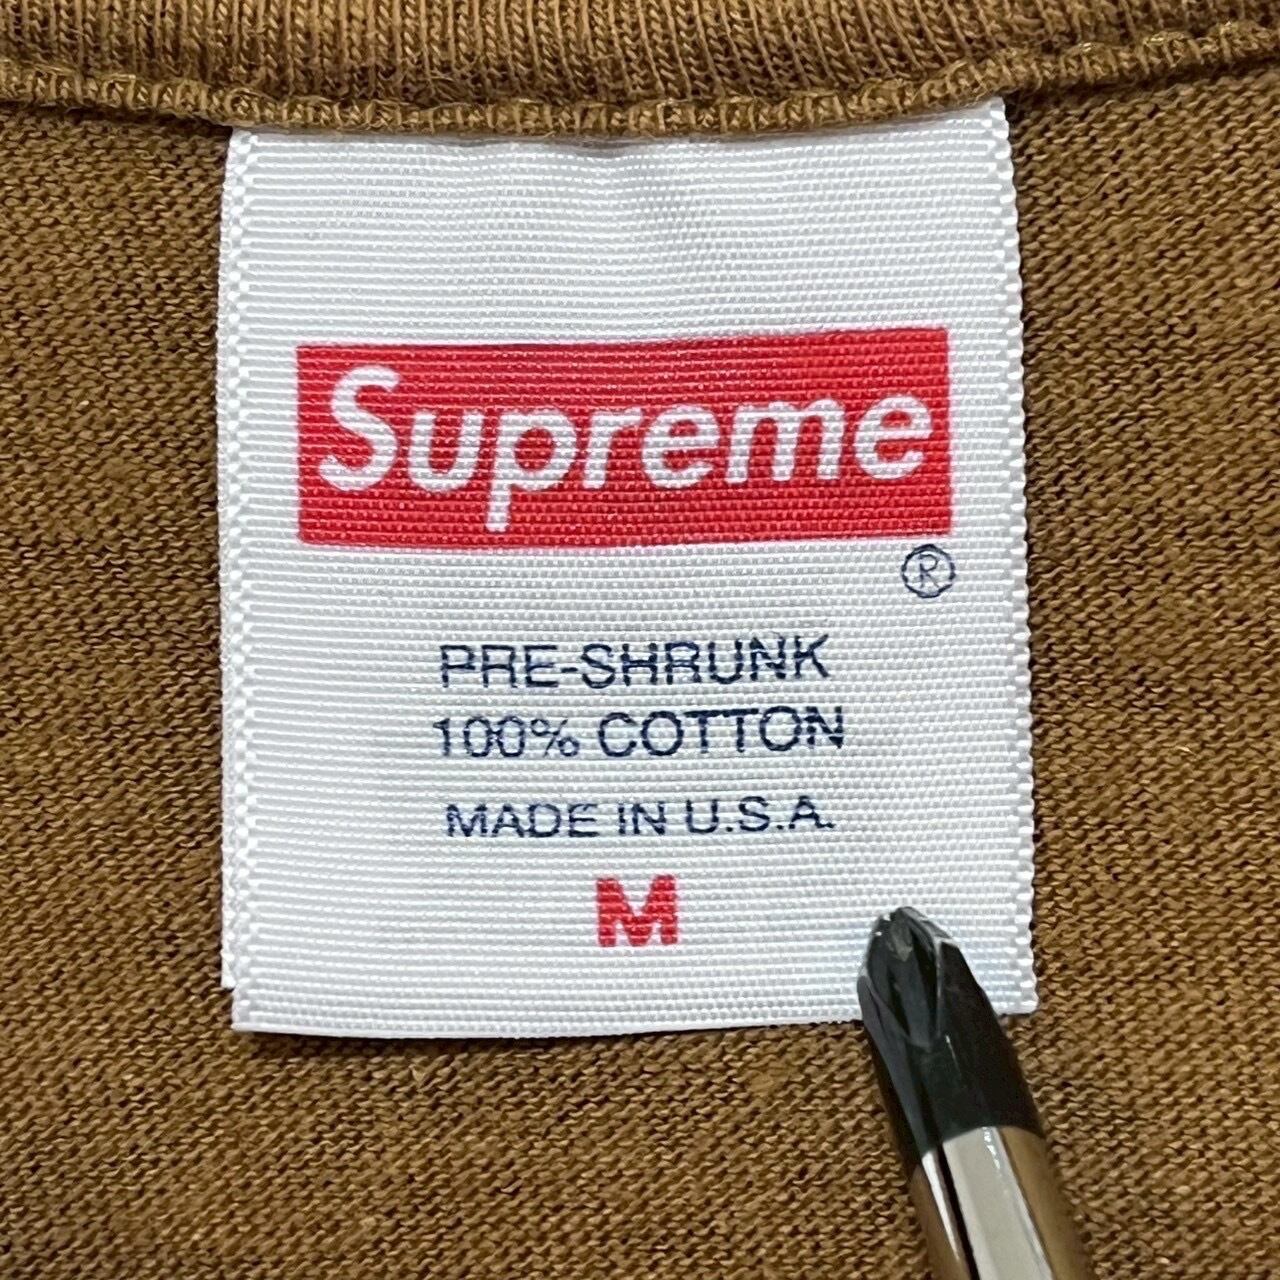 Supreme
®
PRE-SHRUNK
100% COTTON
MADE IN U.S.A.
M